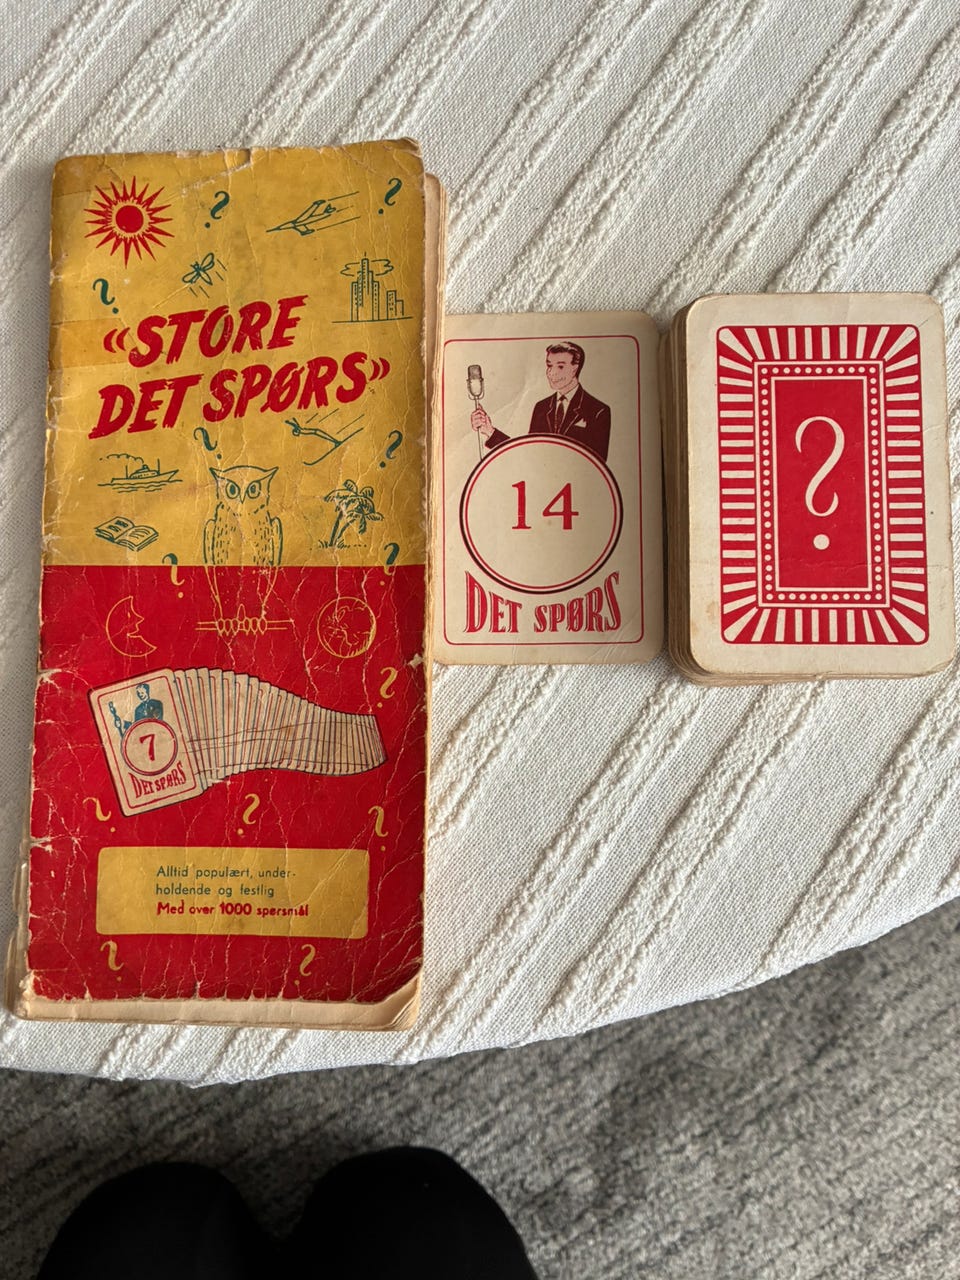 «STORE
DET SPØRS»
7
DET SPØRS
Alltid populært, under-
holdende og festlig
Med over 1000 spørsmål
14
DET SPØRS
?